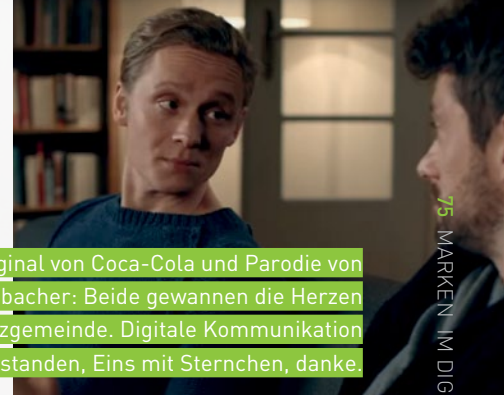 ginal von Coca-Cola und Parodie von
bacher: Beide gewannen die Herzen
zgemeinde. Digitale Kommunikation
standen, Eins mit Sternchen, danke.
75 MARKEN IM DIG